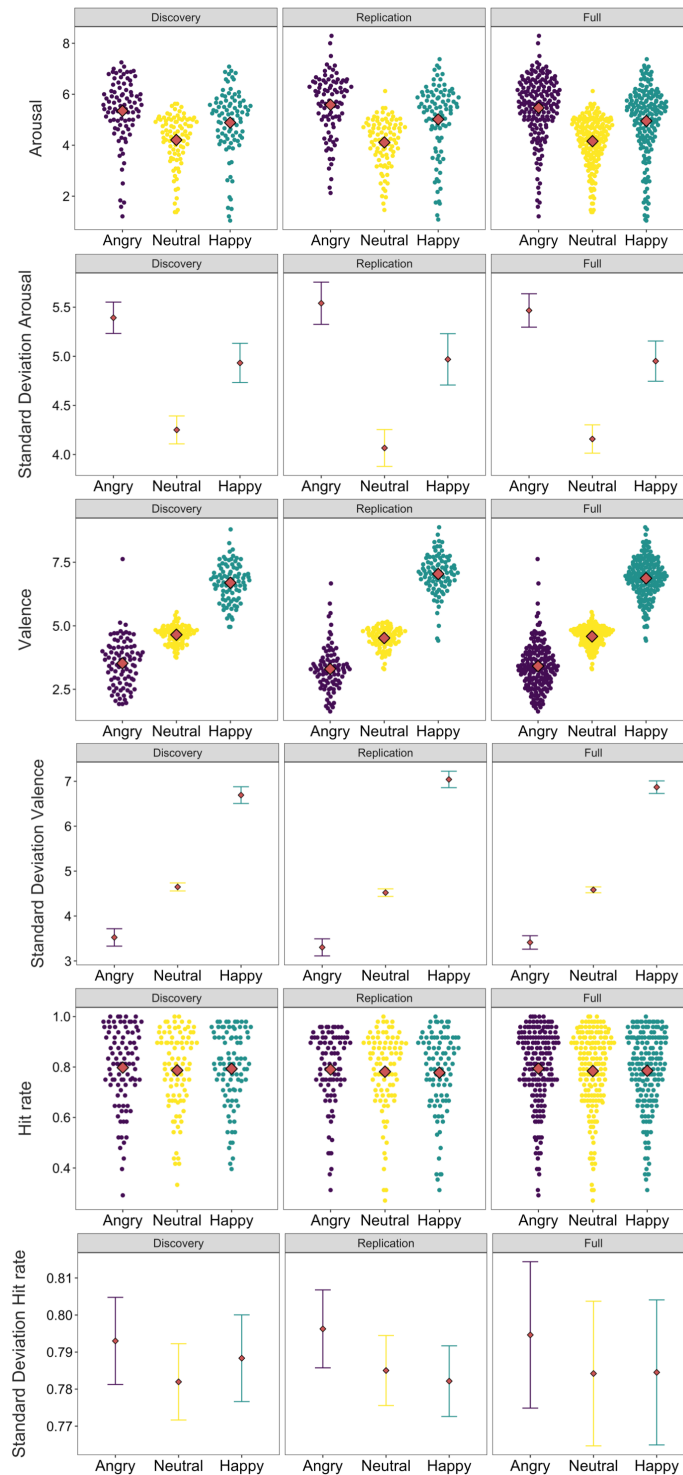 Discovery Replication Full
Arousal
8
6
4
2
Angry Neutral Happy Angry Neutral Happy Angry Neutral Happy
Discovery Replication Full
Standard Deviation Arousal
5.5
5.0
4.5
4.0
Angry Neutral Happy Angry Neutral Happy Angry Neutral Happy
Discovery Replication Full
Valence
7.5
5.0
2.5
Angry Neutral Happy Angry Neutral Happy Angry Neutral Happy
Discovery Replication Full
Standard Deviation Valence
7
6
5
4
3
Angry Neutral Happy Angry Neutral Happy Angry Neutral Happy
Discovery Replication Full
Hit rate
1.0
0.8
0.6
0.4
Angry Neutral Happy Angry Neutral Happy Angry Neutral Happy
Discovery Replication Full
Standard Deviation Hit rate
0.81
0.80
0.79
0.78
0.77
Angry Neutral Happy Angry Neutral Happy Angry Neutral Happy